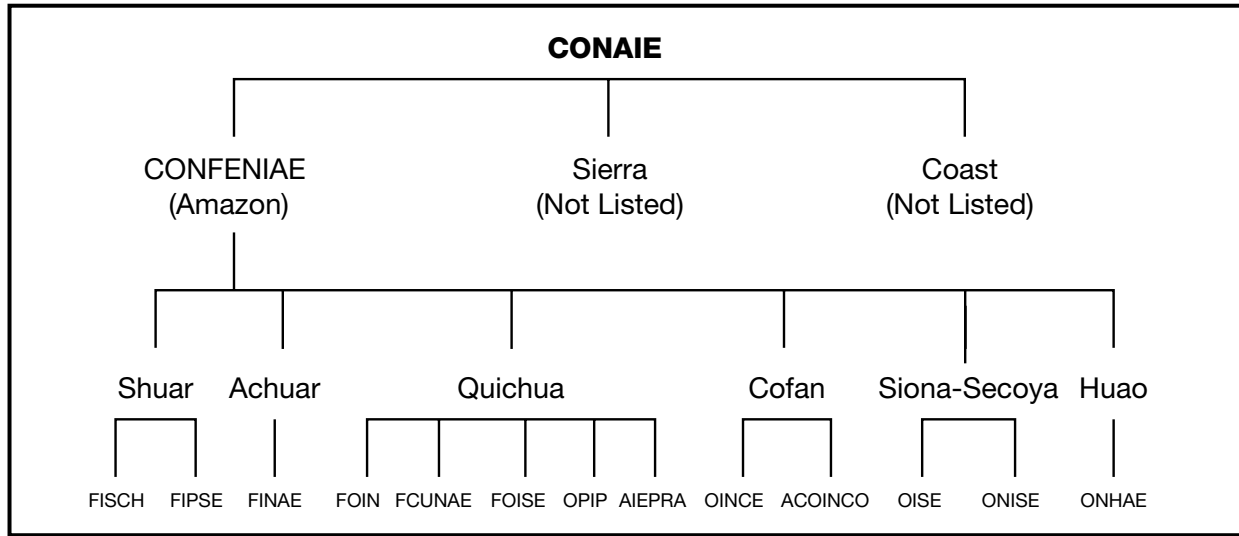 CONAIE
CONFENIAE Sierra Coast
(Amazon) (Not Listed) (Not Listed)
Shuar Achuar Quichua Cofan Siona-Secoya Huao
FISCH FIPSE FINAE FOIN FCUNAE FOISE OPIP AIEPRA OINCE ACOINCO OISE ONISE ONHAE